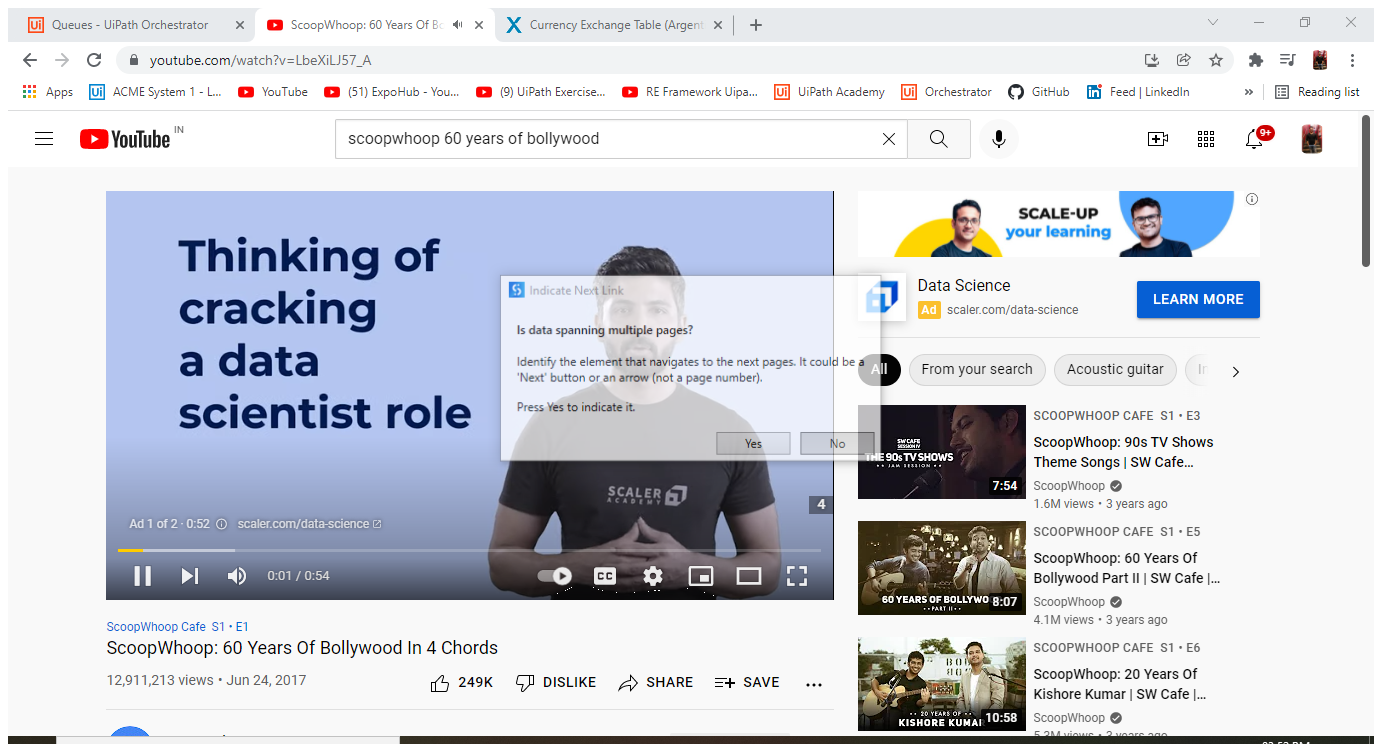 Queues - UiPath Orchestrator
ScoopWhoop: 60 Years Of Bo
Currency Exchange Table (Argent
youtube.com/watch?v=LbeXiLJ57_A
Apps
ACME System 1 - L...
YouTube
(51) ExpoHub - You...
(9) UiPath Exercise...
RE Framework Uipa...
UiPath Academy
Orchestrator
GitHub
Feed | LinkedIn
»
Reading list
YouTube IN
scoopwhoop 60 years of bollywood
9+
Thinking of
cracking
a data
scientist role
SCALER
ACADEMY
4
Ad 1 of 2 · 0:52
scaler.com/data-science
0:01 / 0:54
CC
Indicate Next Link
Is data spanning multiple pages?
Identify the element that navigates to the next pages. It could be a
'Next' button or an arrow (not a page number).
Press Yes to indicate it.
Yes
No
ScoopWhoop Cafe S1 • E1
ScoopWhoop: 60 Years Of Bollywood In 4 Chords
12,911,213 views • Jun 24, 2017
249K
DISLIKE
SHARE
SAVE
SCALE-UP
your learning
Data Science
Ad scaler.com/data-science
LEARN MORE
All
From your search
Acoustic guitar
SW CAFE
SESSION IV
THE 90s TV SHOWS
JAM SESSION
7:54
SCOOPWHOOP CAFE S1 • E3
ScoopWhoop: 90s TV Shows
Theme Songs | SW Cafe...
ScoopWhoop
1.6M views • 3 years ago
60 YEARS OF BOLLYWO
PART II
8:07
SCOOPWHOOP CAFE S1 • E5
ScoopWhoop: 60 Years Of
Bollywood Part II | SW Cafe |...
ScoopWhoop
4.1M views • 3 years ago
20 YEARS OF
KISHORE KUMAR
10:58
SCOOPWHOOP CAFE S1 • E6
ScoopWhoop: 20 Years Of
Kishore Kumar | SW Cafe |...
ScoopWhoop
5.3M views • 3 years ago